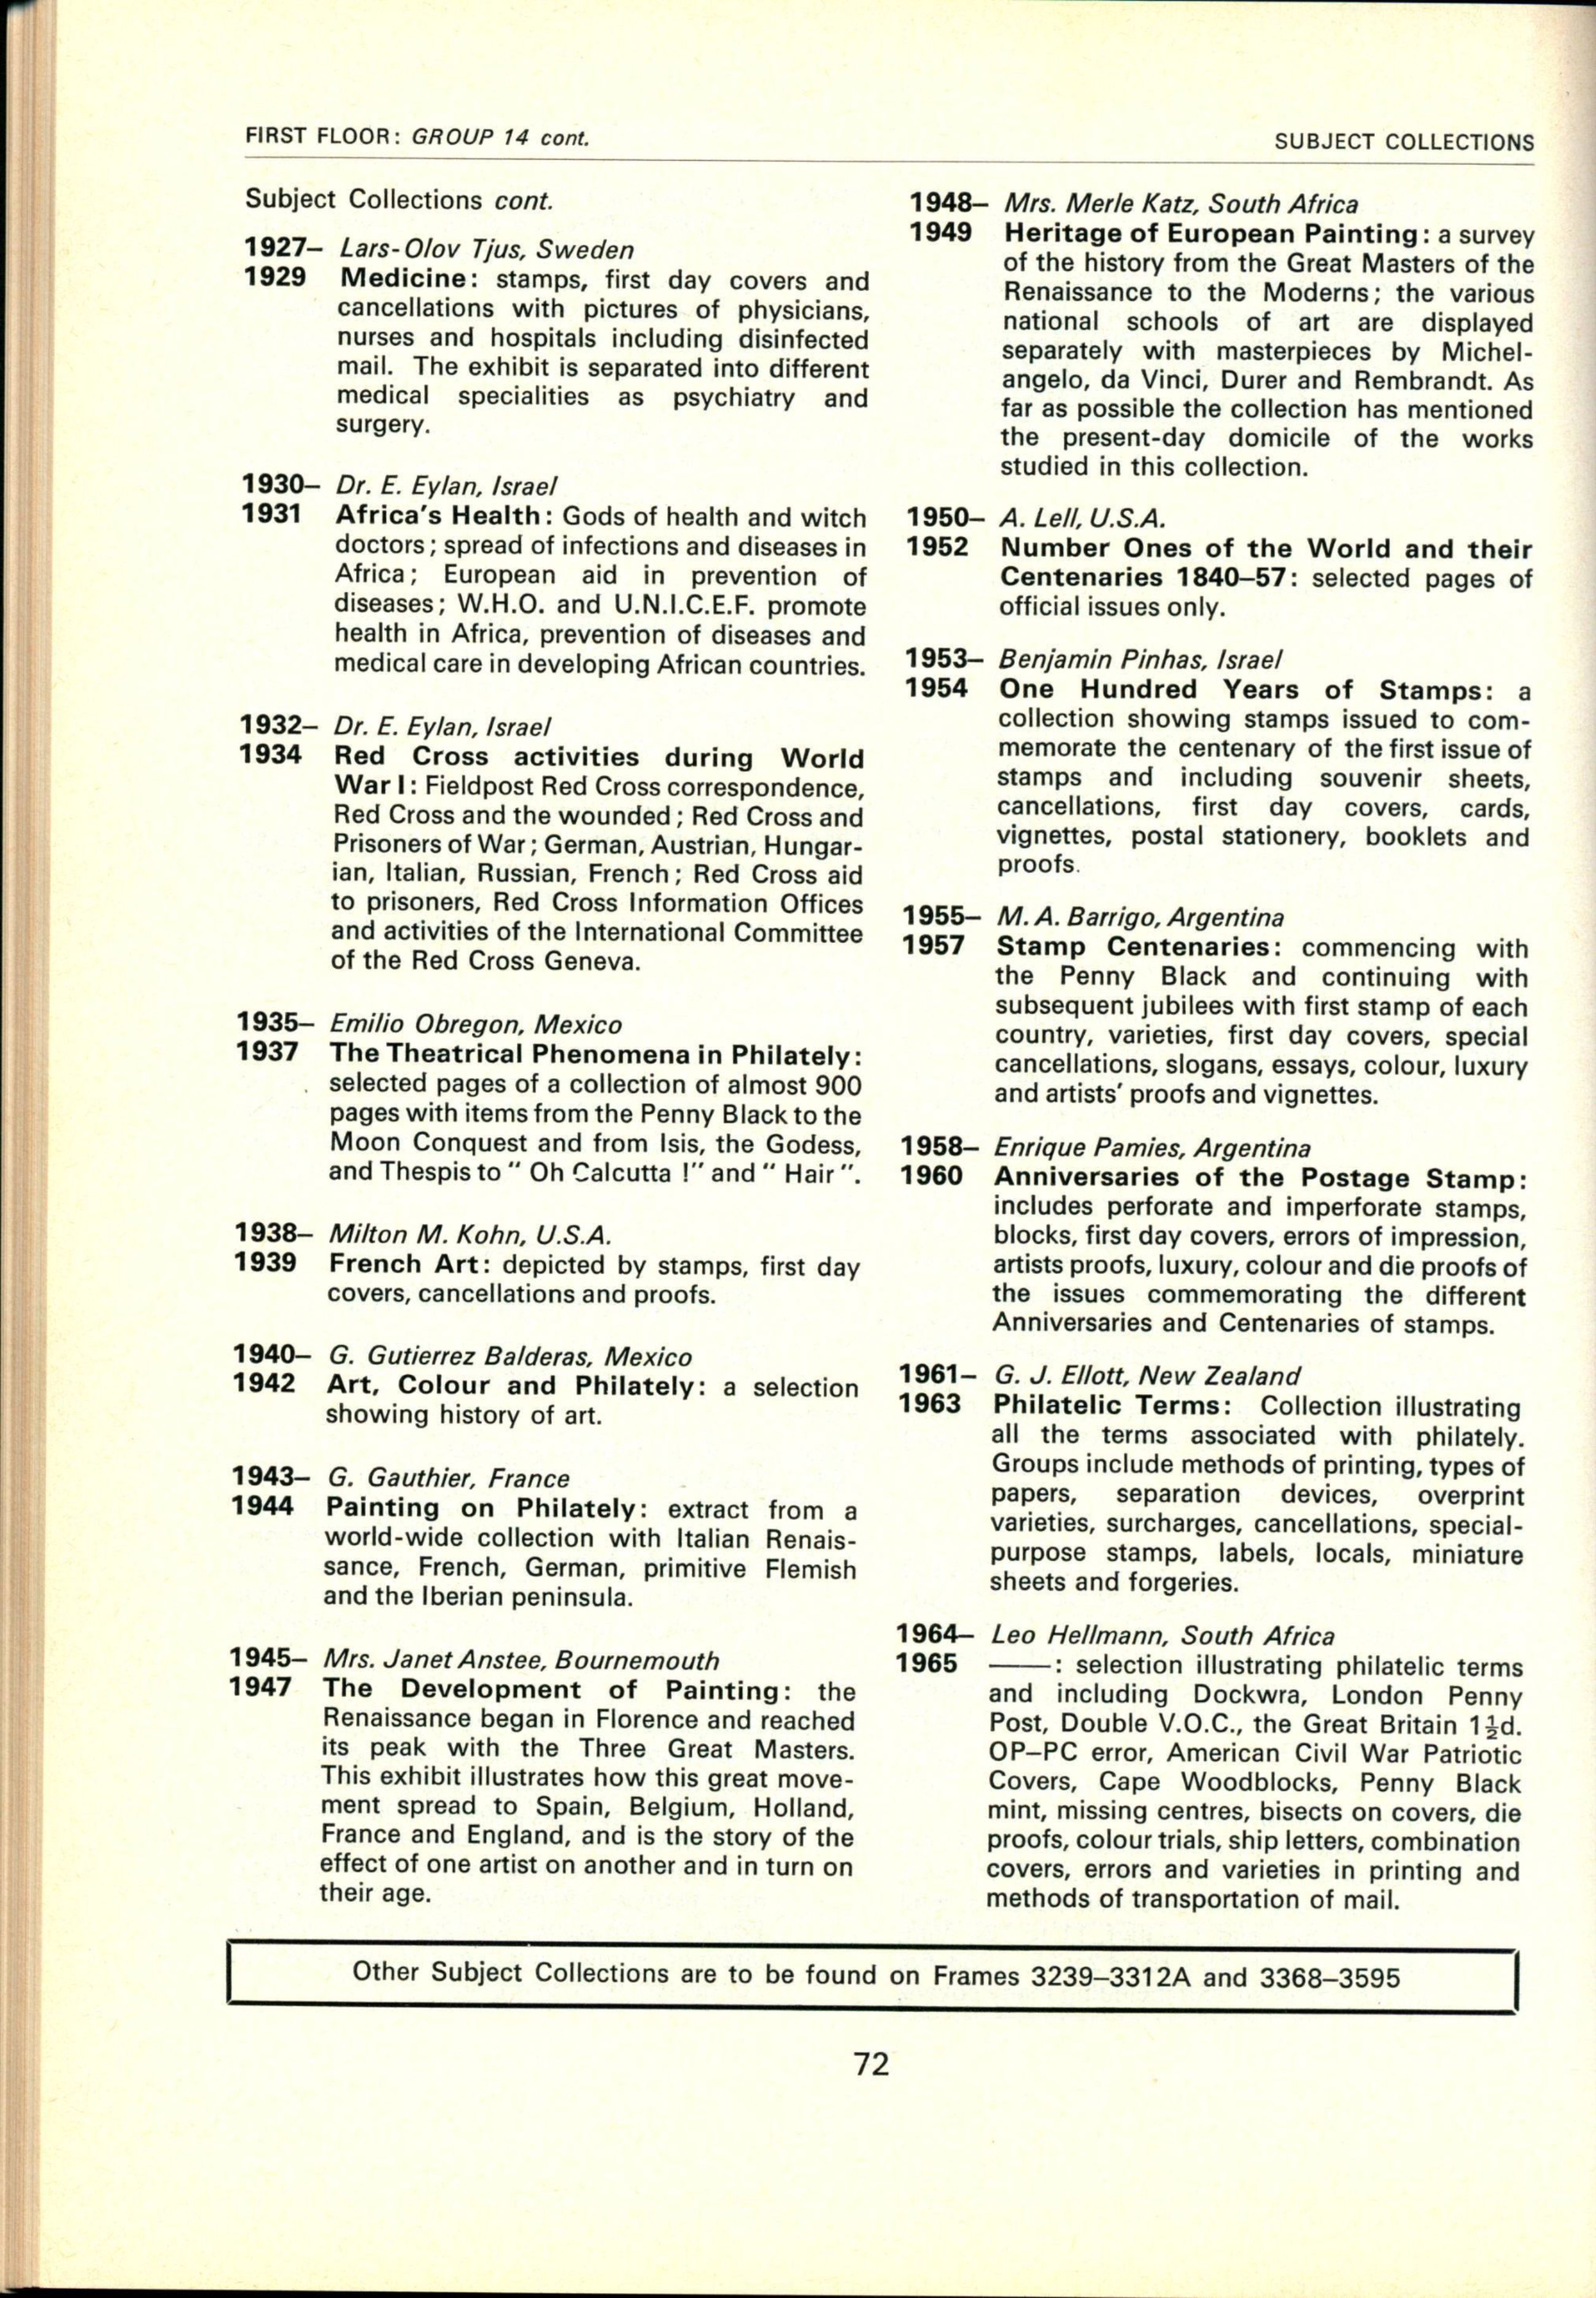 FIRST FLOOR: GROUP 14 cont.
SUBJECT COLLECTIONS
Subject Collections cont.
1927– Lars-Olov Tjus, Sweden
1929 Medicine: stamps, first day covers and
cancellations with pictures of physicians,
nurses and hospitals including disinfected
mail. The exhibit is separated into different
medical specialities as psychiatry and
surgery.
1930– Dr. E. Eylan, Israel
1931 Africa's Health: Gods of health and witch
doctors; spread of infections and diseases in
Africa; European aid in prevention of
diseases; W.H.O. and U.N.I.C.E.F. promote
health in Africa, prevention of diseases and
medical care in developing African countries.
1932– Dr. E. Eylan, Israel
1934 Red Cross activities during World
War I: Fieldpost Red Cross correspondence,
Red Cross and the wounded; Red Cross and
Prisoners of War; German, Austrian, Hungar-
ian, Italian, Russian, French; Red Cross aid
to prisoners, Red Cross Information Offices
and activities of the International Committee
of the Red Cross Geneva.
1935– Emilio Obregon, Mexico
1937 The Theatrical Phenomena in Philately:
selected pages of a collection of almost 900
pages with items from the Penny Black to the
Moon Conquest and from Isis, the Godess,
and Thespis to " Oh Calcutta !" and " Hair ".
1938– Milton M. Kohn, U.S.A.
1939 French Art: depicted by stamps, first day
covers, cancellations and proofs.
1940– G. Gutierrez Balderas, Mexico
1942 Art, Colour and Philately: a selection
showing history of art.
1943– G. Gauthier, France
1944 Painting on Philately: extract from a
world-wide collection with Italian Renais-
sance, French, German, primitive Flemish
and the Iberian peninsula.
1945– Mrs. Janet Anstee, Bournemouth
1947 The Development of Painting: the
Renaissance began in Florence and reached
its peak with the Three Great Masters.
This exhibit illustrates how this great move-
ment spread to Spain, Belgium, Holland,
France and England, and is the story of the
effect of one artist on another and in turn on
their age.
1948– Mrs. Merle Katz, South Africa
1949 Heritage of European Painting: a survey
of the history from the Great Masters of the
Renaissance to the Moderns; the various
national schools of art are displayed
separately with masterpieces by Michel-
angelo, da Vinci, Durer and Rembrandt. As
far as possible the collection has mentioned
the present-day domicile of the works
studied in this collection.
1950– A. Lell, U.S.A.
1952 Number Ones of the World and their
Centenaries 1840–57: selected pages of
official issues only.
1953– Benjamin Pinhas, Israel
1954 One Hundred Years of Stamps: a
collection showing stamps issued to com-
memorate the centenary of the first issue of
stamps and including souvenir sheets,
cancellations, first day covers, cards,
vignettes, postal stationery, booklets and
proofs.
1955– M. A. Barrigo, Argentina
1957 Stamp Centenaries: commencing with
the Penny Black and continuing with
subsequent jubilees with first stamp of each
country, varieties, first day covers, special
cancellations, slogans, essays, colour, luxury
and artists' proofs and vignettes.
1958– Enrique Pamies, Argentina
1960 Anniversaries of the Postage Stamp:
includes perforate and imperforate stamps,
blocks, first day covers, errors of impression,
artists proofs, luxury, colour and die proofs of
the issues commemorating the different
Anniversaries and Centenaries of stamps.
1961– G. J. Ellott, New Zealand
1963 Philatelic Terms: Collection illustrating
all the terms associated with philately.
Groups include methods of printing, types of
papers, separation devices, overprint
varieties, surcharges, cancellations, special-
purpose stamps, labels, locals, miniature
sheets and forgeries.
1964– Leo Hellmann, South Africa
1965 ——: selection illustrating philatelic terms
and including Dockwra, London Penny
Post, Double V.O.C., the Great Britain 1½d.
OP–PC error, American Civil War Patriotic
Covers, Cape Woodblocks, Penny Black
mint, missing centres, bisects on covers, die
proofs, colour trials, ship letters, combination
covers, errors and varieties in printing and
methods of transportation of mail.
Other Subject Collections are to be found on Frames 3239–3312A and 3368–3595
72